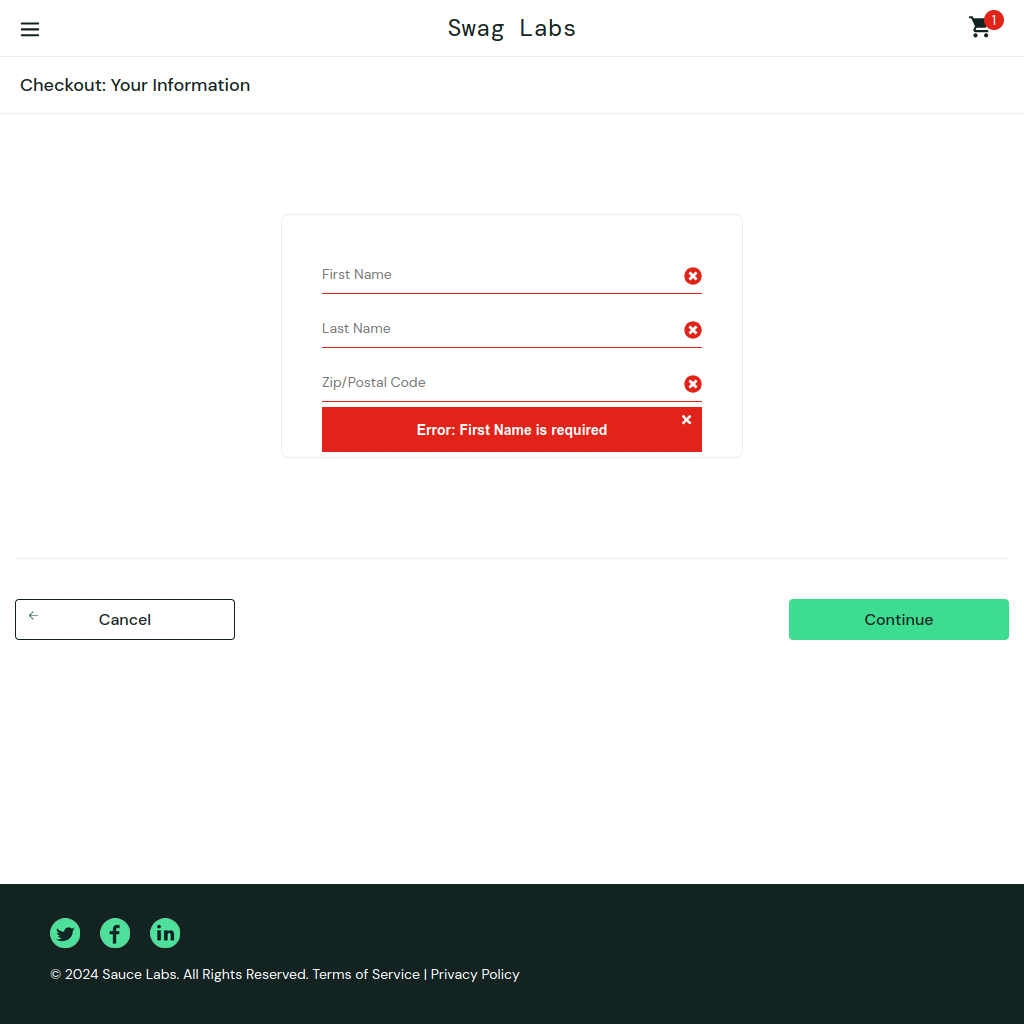 Swag Labs
1
Checkout: Your Information
First Name
Last Name
Zip/Postal Code
Error: First Name is required
Cancel
Continue
© 2024 Sauce Labs. All Rights Reserved. Terms of Service | Privacy Policy